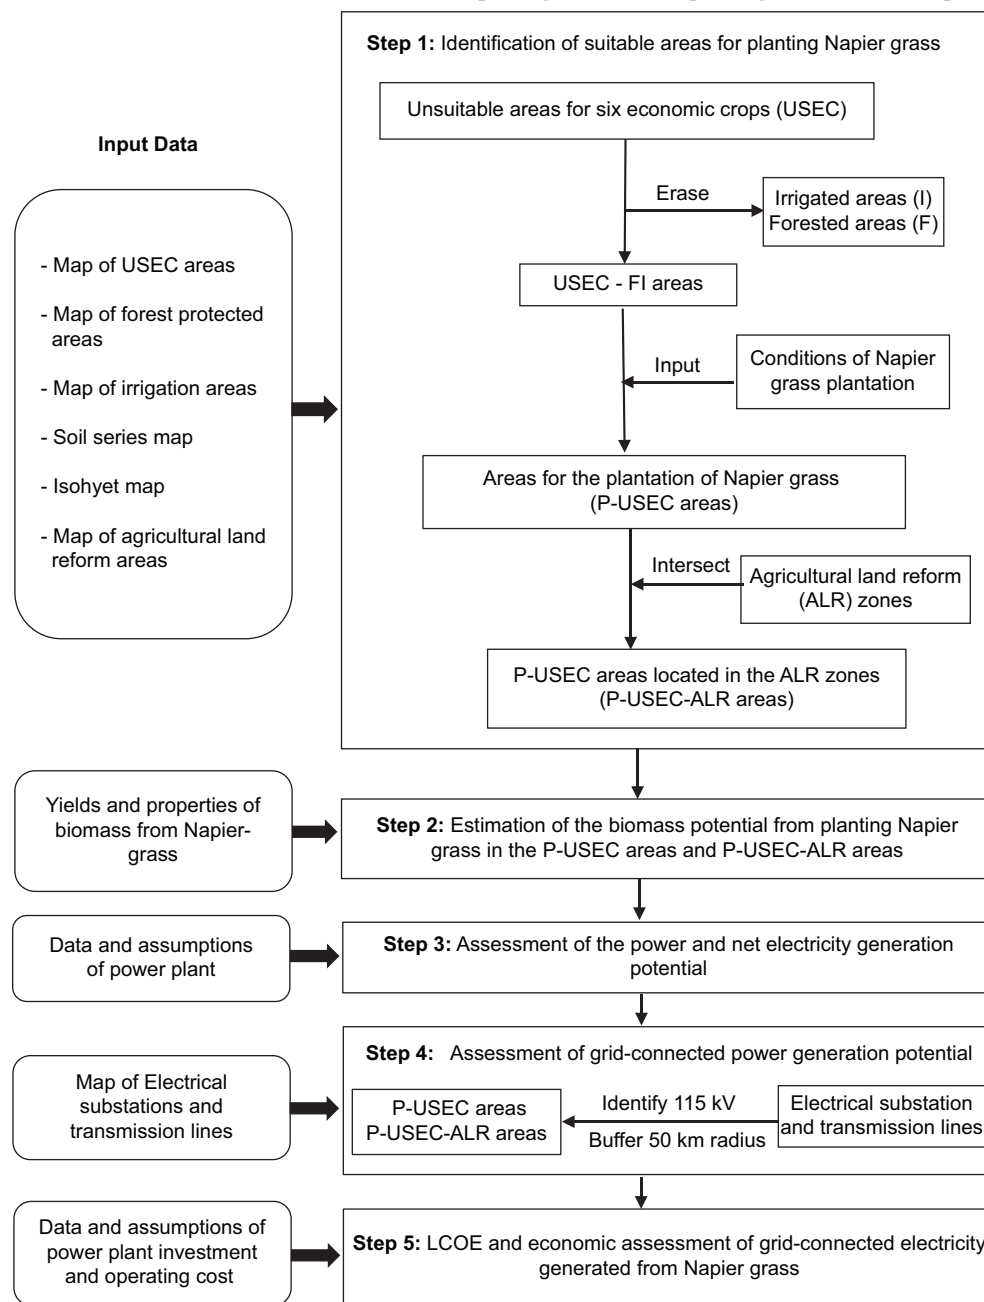 Step 1: Identification of suitable areas for planting Napier grass
Unsuitable areas for six economic crops (USEC)
Input Data
Erase
Irrigated areas (I)
Forested areas (F)
- Map of USEC areas
- Map of forest protected
areas
- Map of irrigation areas
- Soil series map
- Isohyet map
- Map of agricultural land
reform areas
USEC - FI areas
Input
Conditions of Napier
grass plantation
Areas for the plantation of Napier grass
(P-USEC areas)
Intersect
Agricultural land reform
(ALR) zones
P-USEC areas located in the ALR zones
(P-USEC-ALR areas)
Yields and properties of
biomass from Napier-
grass
Step 2: Estimation of the biomass potential from planting Napier
grass in the P-USEC areas and P-USEC-ALR areas
Data and assumptions
of power plant
Step 3: Assessment of the power and net electricity generation
potential
Map of Electrical
substations and
transmission lines
Step 4: Assessment of grid-connected power generation potential
P-USEC areas
P-USEC-ALR areas
Identify 115 kV
Buffer 50 km radius
Electrical substation
and transmission lines
Data and assumptions of
power plant investment
and operating cost
Step 5: LCOE and economic assessment of grid-connected electricity
generated from Napier grass